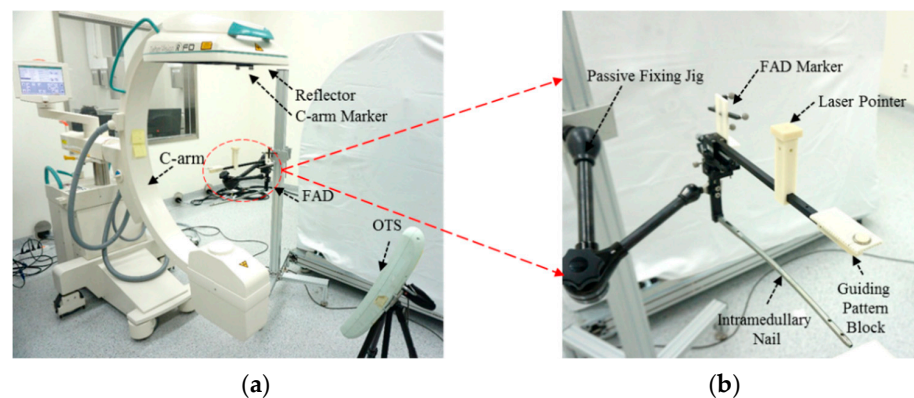 Reflector
C-arm Marker
C-arm
FAD
OTS
Passive Fixing Jig
FAD Marker
Laser Pointer
Guiding
Pattern
Block
Intramedullary
Nail
(a)
(b)